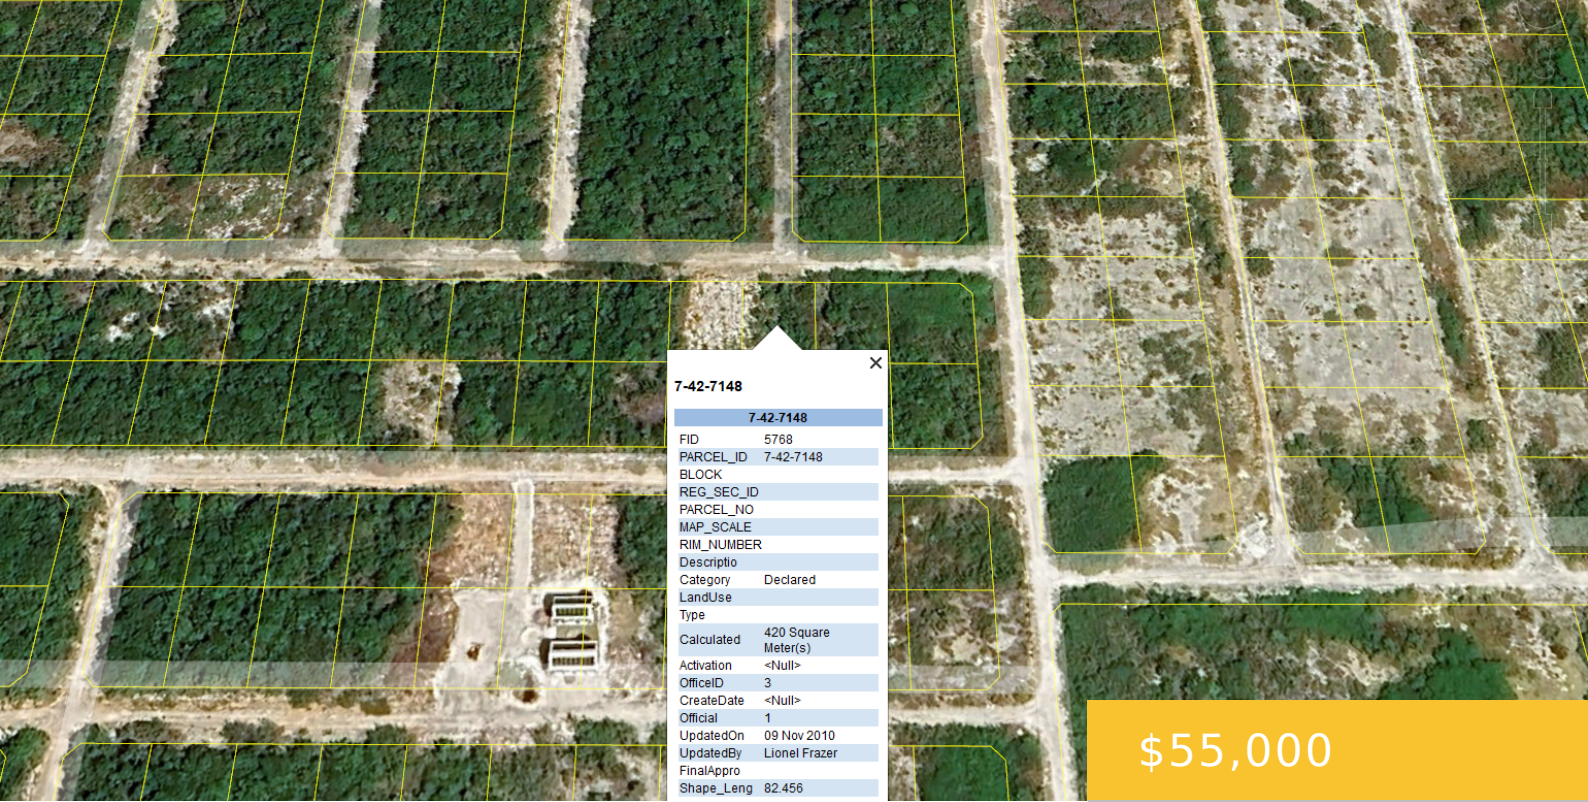 7-42-7148
7-42-7148
FID 5768
PARCEL_ID 7-42-7148
BLOCK
REG_SEC_ID
PARCEL_NO
MAP_SCALE
RIM_NUMBER
Descriptio
Category Declared
LandUse
Type
Calculated 420 Square
Meter(s)
Activation <Null>
OfficeID 3
CreateDate <Null>
Official 1
UpdatedOn 09 Nov 2010
UpdatedBy Lionel Frazer
FinalAppro
Shape_Leng 82.456
$55,000